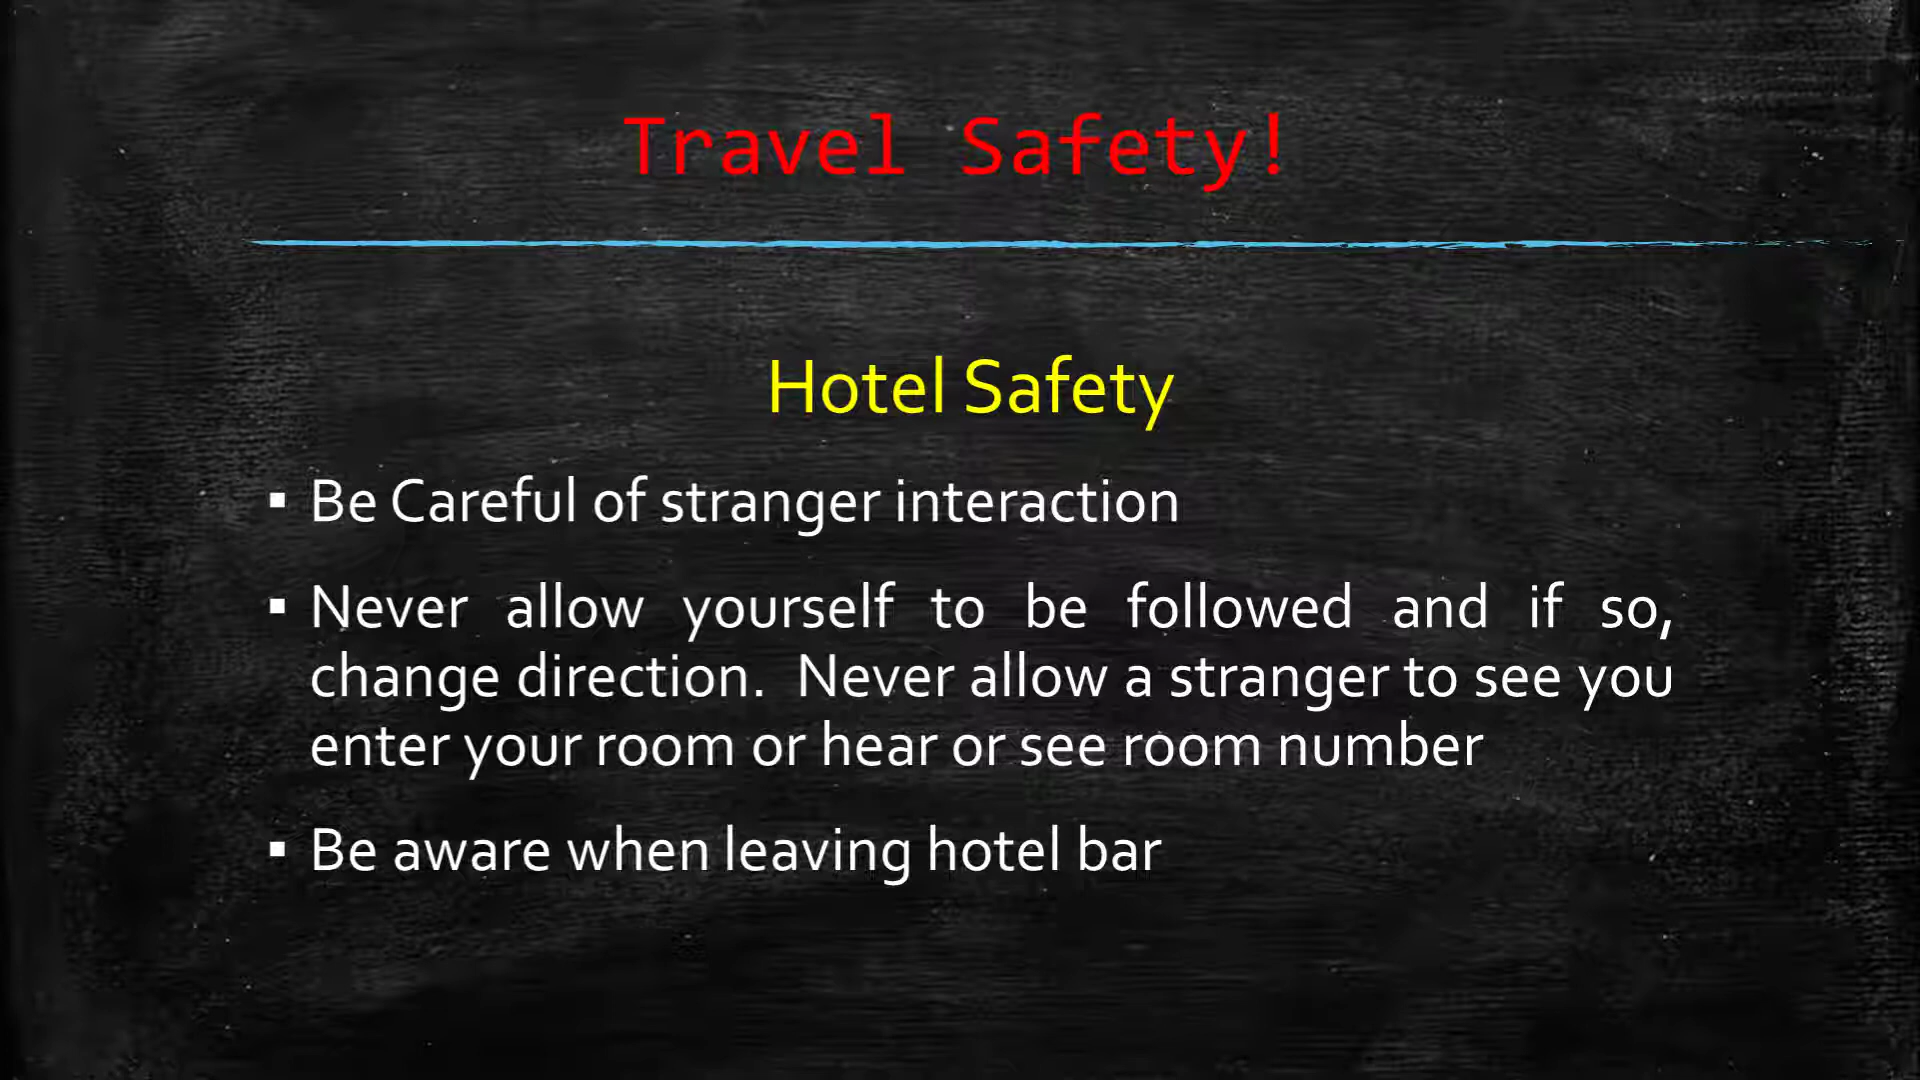 Travel Safety!
Hotel Safety
▪ Be Careful of stranger interaction
▪ Never allow yourself to be followed and if so,
change direction.  Never allow a stranger to see you
enter your room or hear or see room number
▪ Be aware when leaving hotel bar